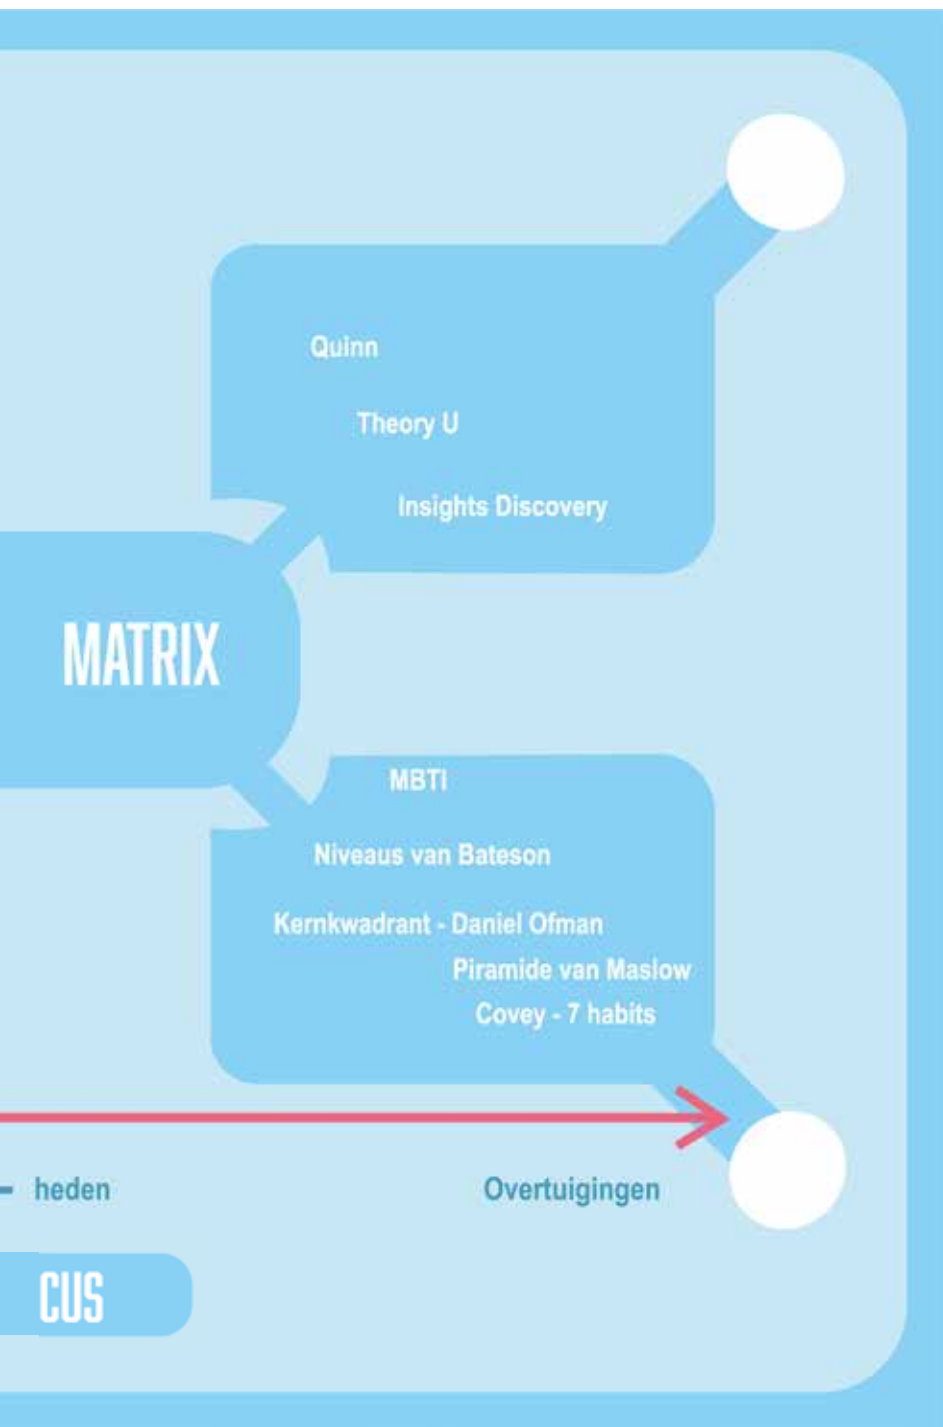 Quinn
Theory U
Insights Discovery
MATRIX
MBTI
Niveaus van Bateson
Kernkwadrant - Daniel Ofman
Piramide van Maslow
Covey - 7 habits
- heden
Overtuigingen
CUS